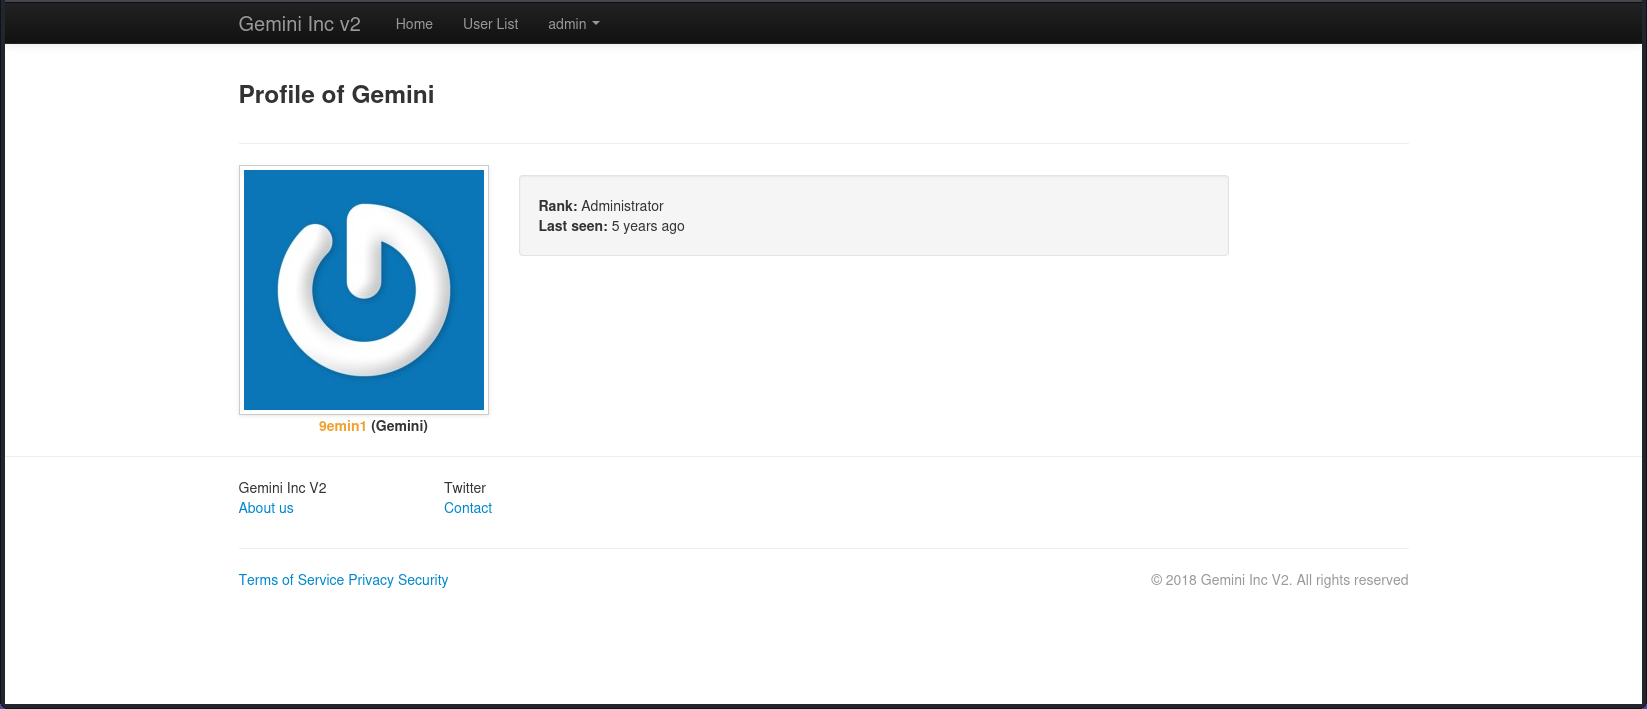 Gemini Inc v2 Home User List admin
Profile of Gemini
Rank: Administrator
Last seen: 5 years ago
9emin1 (Gemini)
Gemini Inc V2 Twitter
About us Contact
Terms of Service Privacy Security © 2018 Gemini Inc V2. All rights reserved